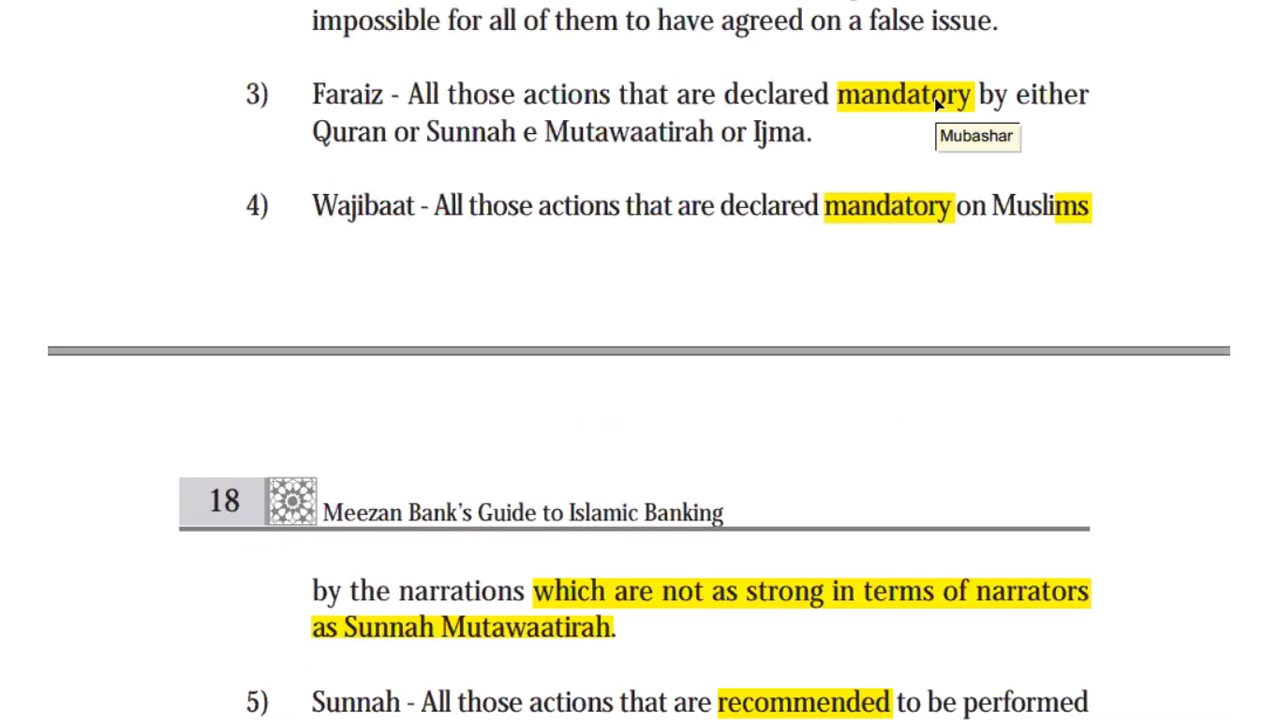 impossible for all of them to have agreed on a false issue.
3) Faraiz - All those actions that are declared mandatory by either
Quran or Sunnah e Mutawaatirah or Ijma.
Mubashar
4) Wajibaat - All those actions that are declared mandatory on Muslims
18 Meezan Bank's Guide to Islamic Banking
by the narrations which are not as strong in terms of narrators
as Sunnah Mutawaatirah.
5) Sunnah - All those actions that are recommended to be performed